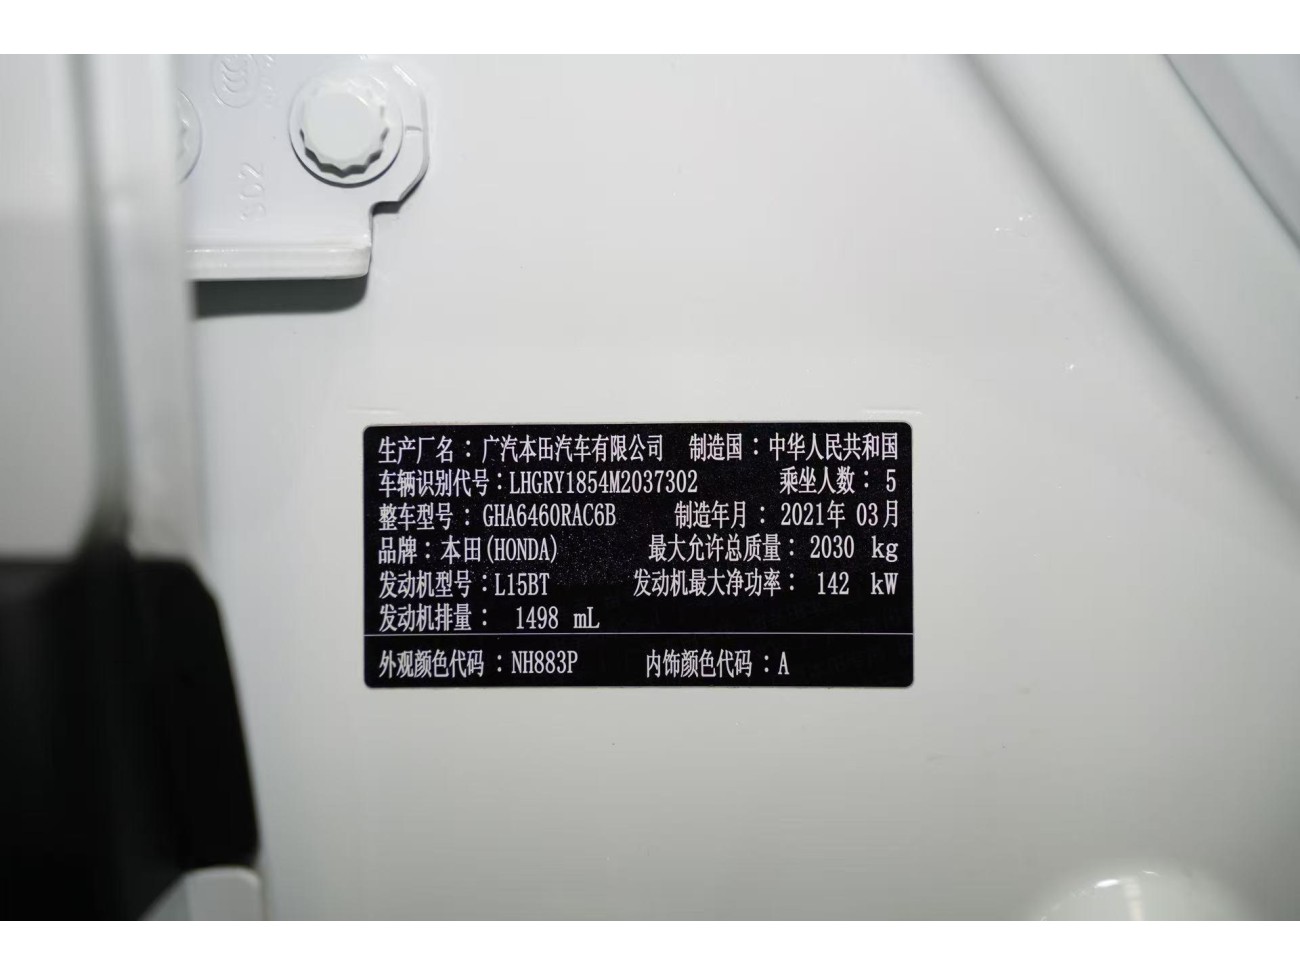 SC2
生产厂名：广汽本田汽车有限公司 制造国：中华人民共和国
车辆识别代号：LHGRY1854M2037302 乘坐人数：5
整车型号：GHA6460RAC6B 制造年月：2021年 03月
品牌：本田(HONDA) 最大允许总质量：2030 kg
发动机型号：L15BT 发动机最大净功率：142 kW
发动机排量：1498 mL
外观颜色代码：NH883P 内饰颜色代码：A